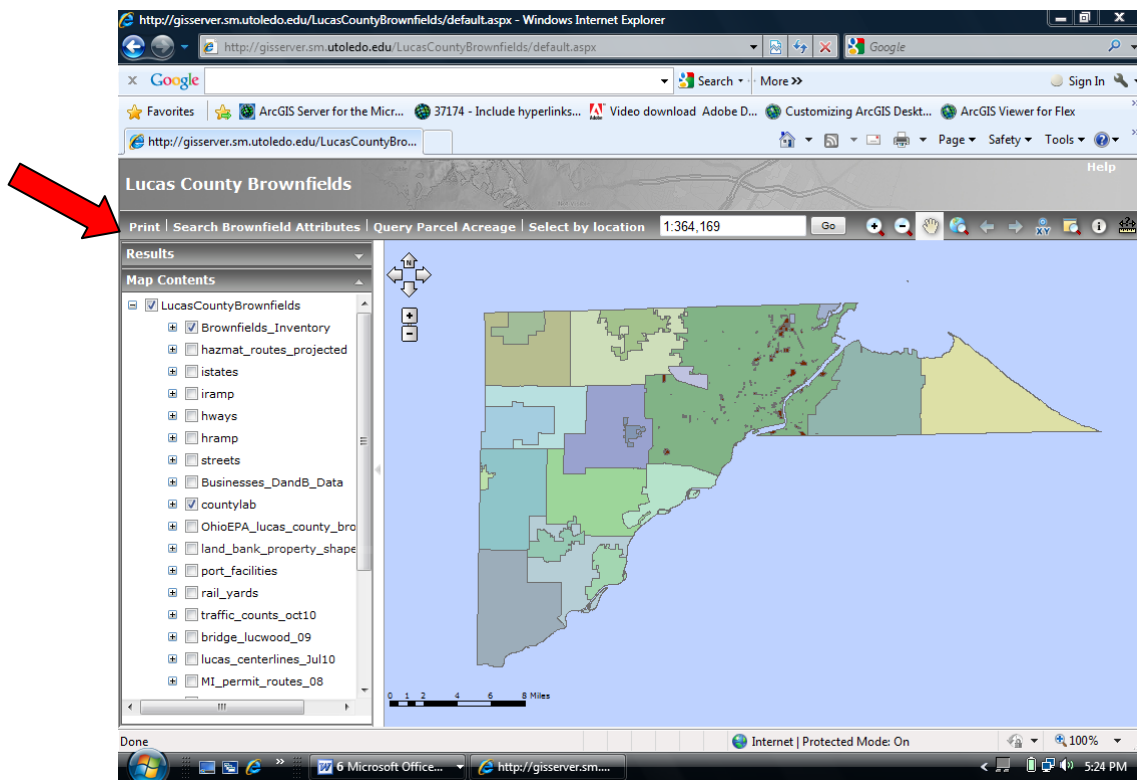 http://gisserver.sm.utoledo.edu/LucasCountyBrownfields/default.aspx - Windows Internet Explorer
http://gisserver.sm.utoledo.edu/LucasCountyBrownfields/default.aspx
Google
x Google
Search
More >>
Sign In
Favorites
ArcGIS Server for the Micr...
37174 - Include hyperlinks...
Video download Adobe D...
Customizing ArcGIS Deskt...
ArcGIS Viewer for Flex
http://gisserver.sm.utoledo.edu/LucasCountyBro...
Page
Safety
Tools
Help
Lucas County Brownfields
Print | Search Brownfield Attributes | Query Parcel Acreage | Select by location
1:364,169
Go
XY
Results
Map Contents
N
LucasCountyBrownfields
Brownfields_Inventory
hazmat_routes_projected
istates
iramp
hways
hramp
streets
Businesses_DandB_Data
countylab
OhioEPA_lucas_county_bro
land_bank_property_shape
port_facilities
rail_yards
traffic_counts_oct10
bridge_lucwood_09
lucas_centerlines_Jul10
MI_permit_routes_08
0 1 2 4 6 8 Miles
Done
Internet | Protected Mode: On
100%
6 Microsoft Office...
http://gisserver.sm....
5:24 PM